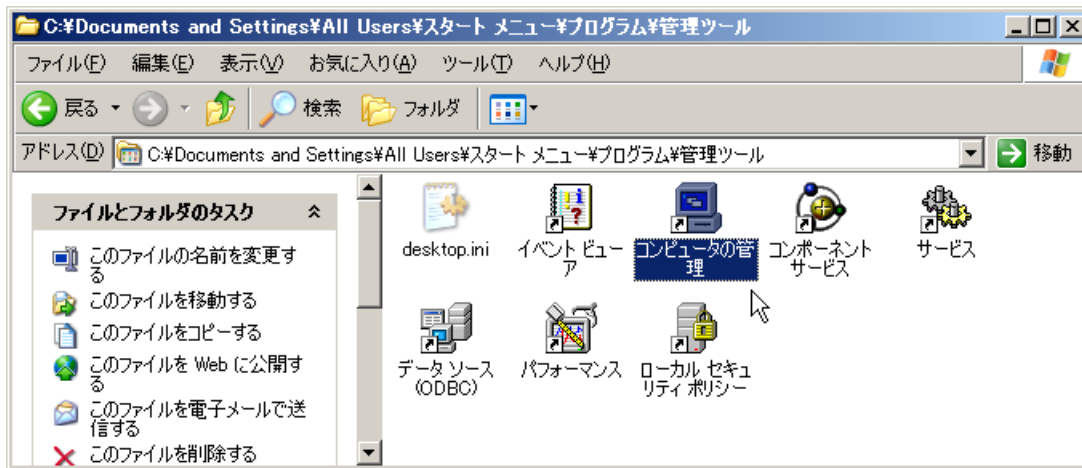 C:¥Documents and Settings¥All Users¥スタート メニュー¥プログラム¥管理ツール
ファイル(F) 編集(E) 表示(V) お気に入り(A) ツール(T) ヘルプ(H)
戻る 検索 フォルダ
アドレス(D) C:¥Documents and Settings¥All Users¥スタート メニュー¥プログラム¥管理ツール 移動
ファイルとフォルダのタスク
このファイルの名前を変更す
る
このファイルを移動する
このファイルをコピーする
このファイルを Web に公開す
る
このファイルを電子メールで送
信する
このファイルを削除する
desktop.ini
イベント ビュー
ア
コンピュータの管
理
コンポーネント
サービス
サービス
データ ソース
(ODBC)
パフォーマンス
ローカル セキュ
リティ ポリシー